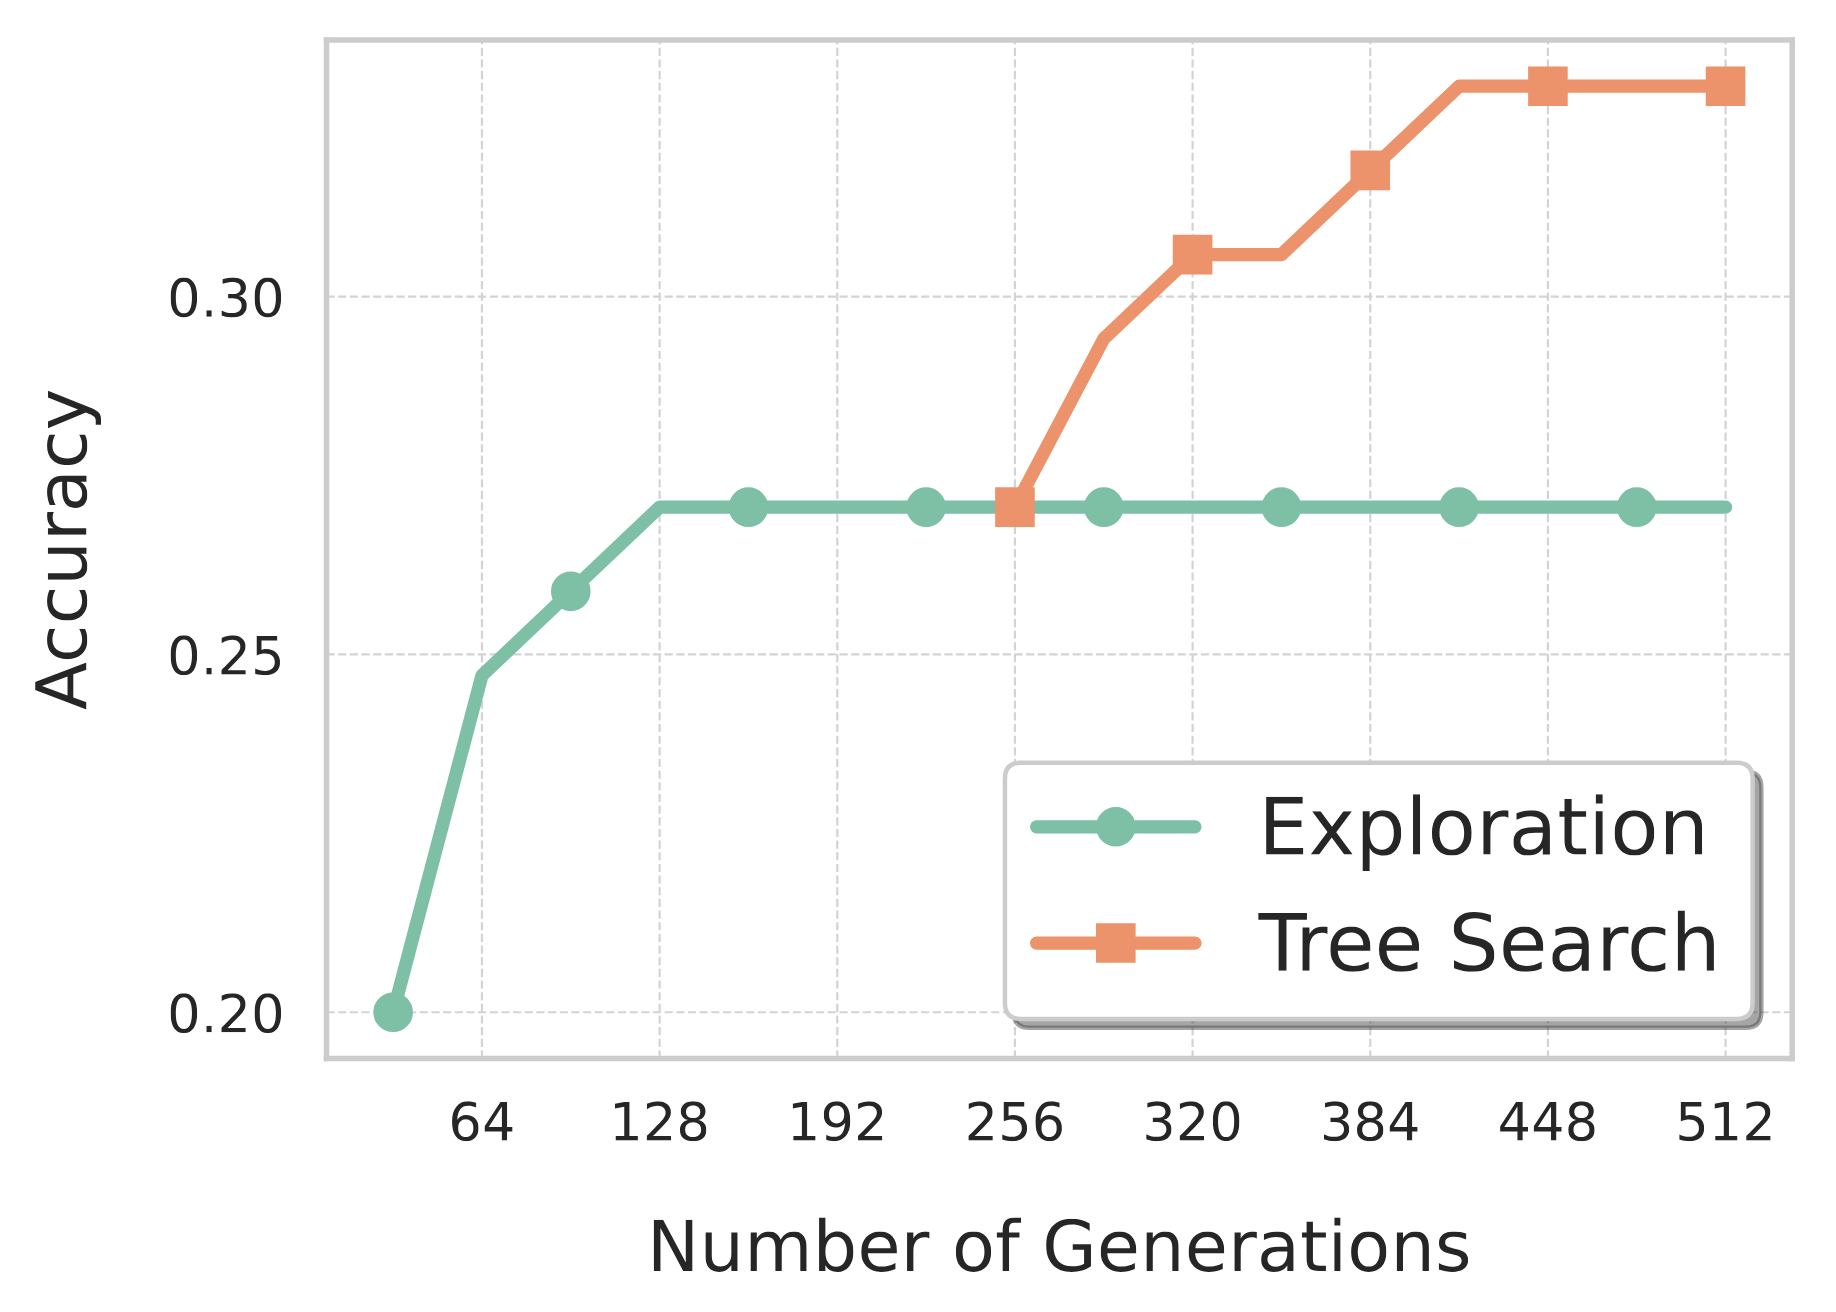 0.30
0.25
0.20
Accuracy
Exploration
Tree Search
64 128 192 256 320 384 448 512
Number of Generations